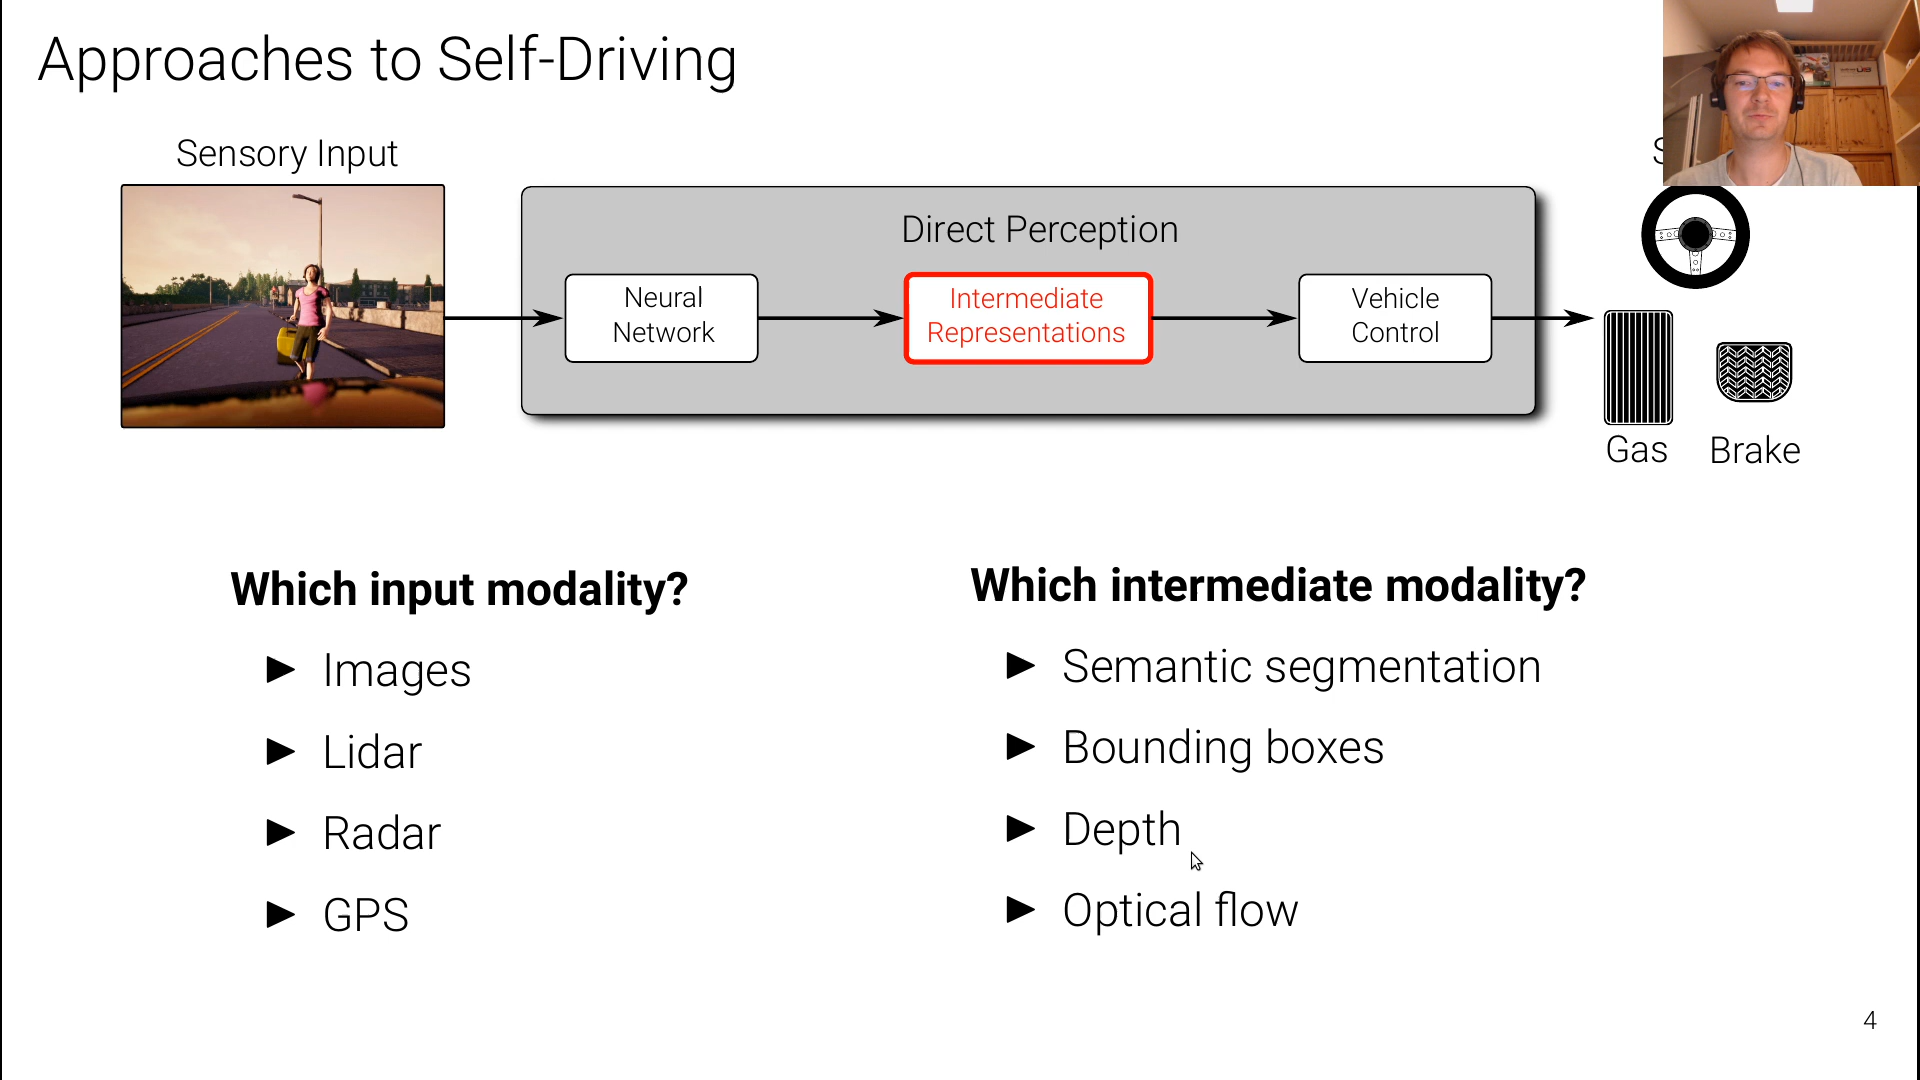 Approaches to Self-Driving
Sensory Input
Direct Perception
Neural
Network
Intermediate
Representations
Vehicle
Control
Gas
Brake
Which input modality?
Images
Lidar
Radar
GPS
Which intermediate modality?
Semantic segmentation
Bounding boxes
Depth
Optical flow
4